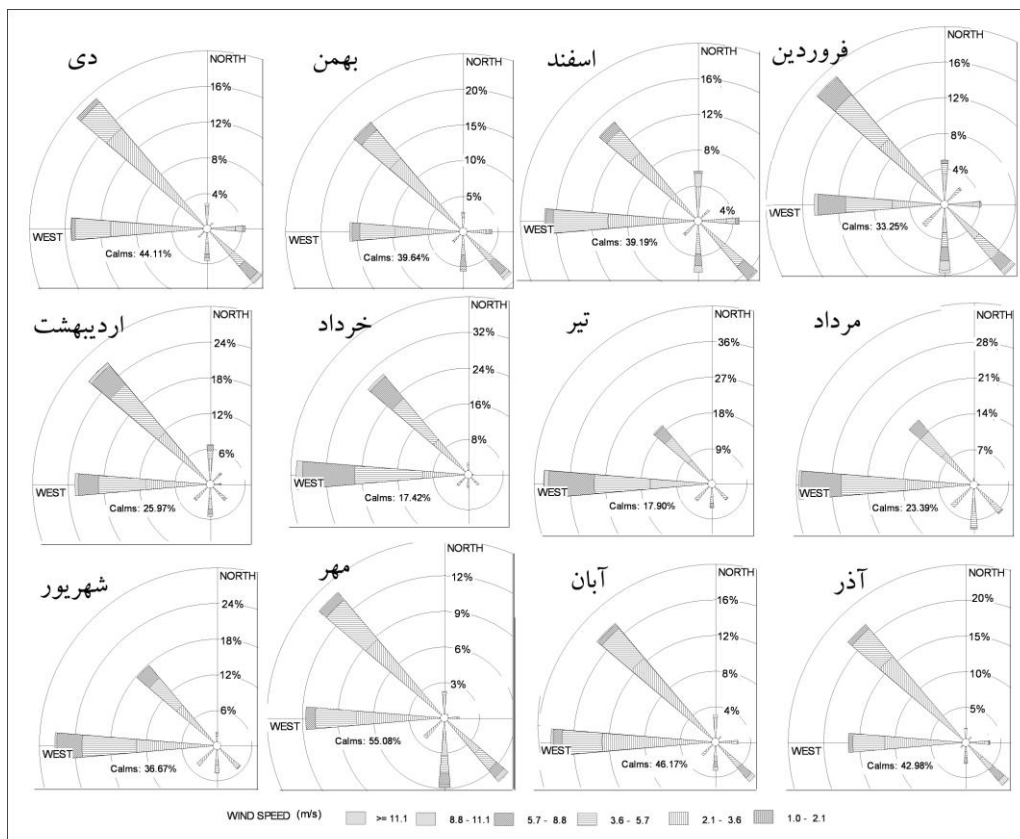 دی
NORTH
16%
12%
8%
4%
WEST
Calms: 44.11%
بهمن
NORTH
20%
15%
10%
5%
WEST
Calms: 39.64%
اسفند
NORTH
16%
8%
4%
WEST
Calms: 39.19%
فروردین
NORTH
16%
12%
8%
4%
WEST
Calms: 33.25%
اردیبهشت
NORTH
24%
18%
12%
6%
WEST
Calms: 25.97%
خرداد
NORTH
32%
24%
16%
8%
WEST
Calms: 17.42%
تیر
NORTH
36%
27%
18%
9%
WEST
Calms: 17.90%
مرداد
NORTH
28%
21%
14%
7%
WEST
Calms: 23.39%
شهریور
NORTH
24%
18%
12%
6%
WEST
Calms: 36.67%
مهر
NORTH
12%
9%
6%
3%
WEST
Calms: 55.08%
آبان
NORTH
16%
12%
8%
4%
WEST
Calms: 46.17%
آذر
NORTH
20%
15%
10%
5%
WEST
Calms: 42.98%
WIND SPEED (m/s) >= 11.1 8.8 - 11.1 5.7 - 8.8 3.6 - 5.7 2.1 - 3.6 1.0 - 2.1